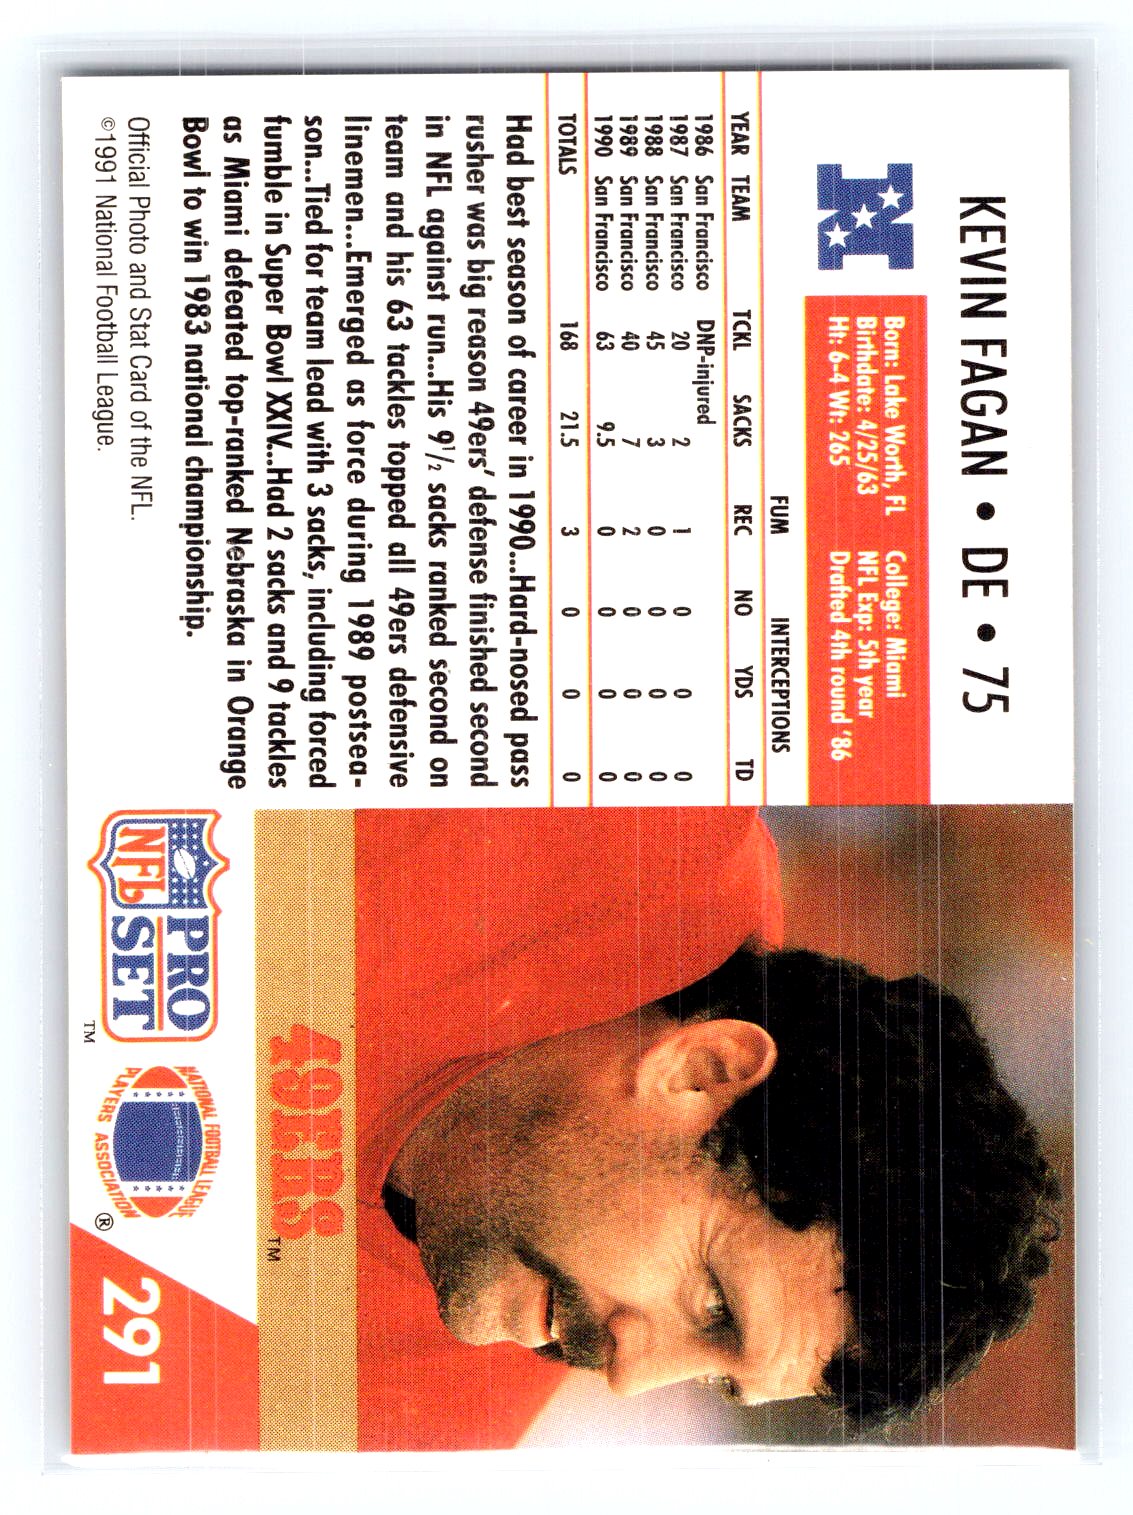 KEVIN FAGAN • DE • 75
Born: Lake Worth, FL College: Miami
Birthdate: 4/25/63 NFL Exp: 5th year
Ht: 6-4 Wt: 265 Drafted 4th round '86
FUM INTERCEPTIONS
YEAR TEAM TCKL SACKS REC NO YDS TD
1986 San Francisco DNP-injured
1987 San Francisco 20 2 1 0 0 0
1988 San Francisco 45 3 0 0 0 0
1989 San Francisco 40 7 2 0 0 0
1990 San Francisco 63 9.5 0 0 0 0
TOTALS 168 21.5 3 0 0 0
Had best season of career in 1990...Hard-nosed pass
rusher was big reason 49ers' defense finished second
in NFL against run...His 9 1/2 sacks ranked second on
team and his 63 tackles topped all 49ers defensive
linemen...Emerged as force during 1989 postsea-
son...Tied for team lead with 3 sacks, including forced
fumble in Super Bowl XXIV...Had 2 sacks and 9 tackles
as Miami defeated top-ranked Nebraska in Orange
Bowl to win 1983 national championship.
Official Photo and Stat Card of the NFL.
©1991 National Football League.
49ERS™
NFL
PRO
SET™
NATIONAL FOOTBALL LEAGUE
PLAYERS ASSOCIATION®
291